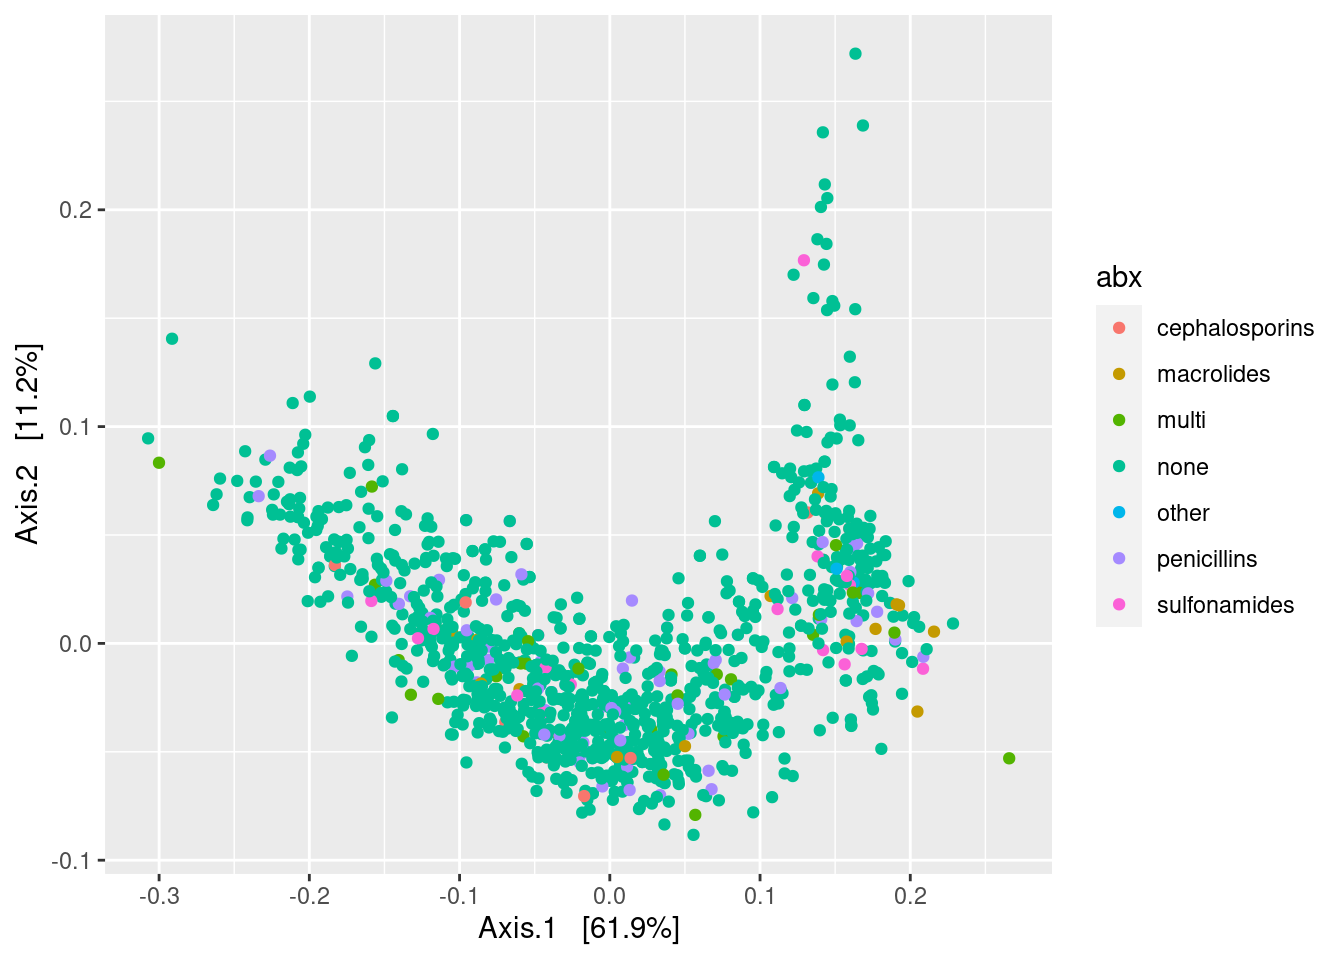 0.2
0.1
0.0
-0.1
Axis.2   [11.2%]
-0.3
-0.2
-0.1
0.0
0.1
0.2
Axis.1   [61.9%]
abx
cephalosporins
macrolides
multi
none
other
penicillins
sulfonamides